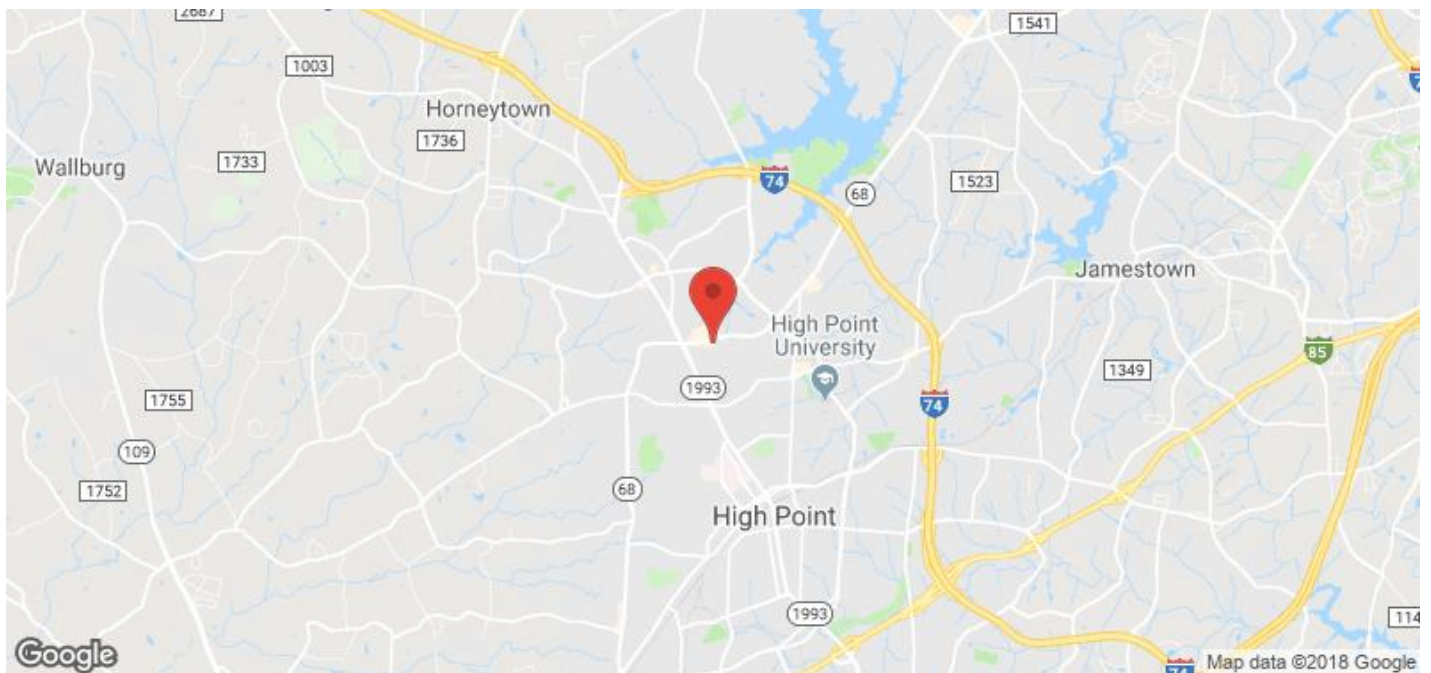 2687
1541
1003
Horneytown
1736
Wallburg
1733
74
1523
68
Jamestown
High Point
University
85
1993
1349
74
1755
109
1752
68
High Point
1993
114
74
Google
Map data ©2018 Google